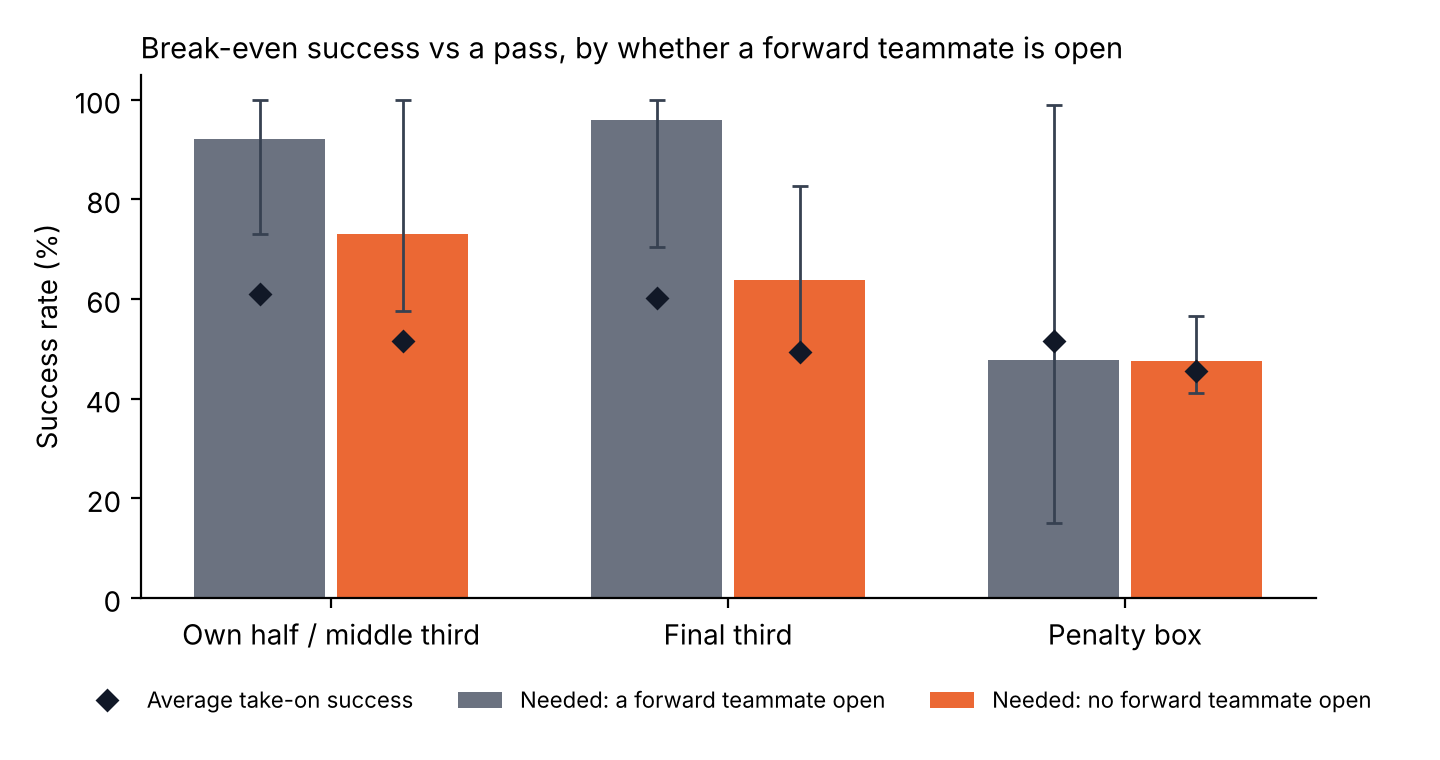 Break-even success vs a pass, by whether a forward teammate is open
Success rate (%)
100
80
60
40
20
0
Own half / middle third
Final third
Penalty box
Average take-on success
Needed: a forward teammate open
Needed: no forward teammate open